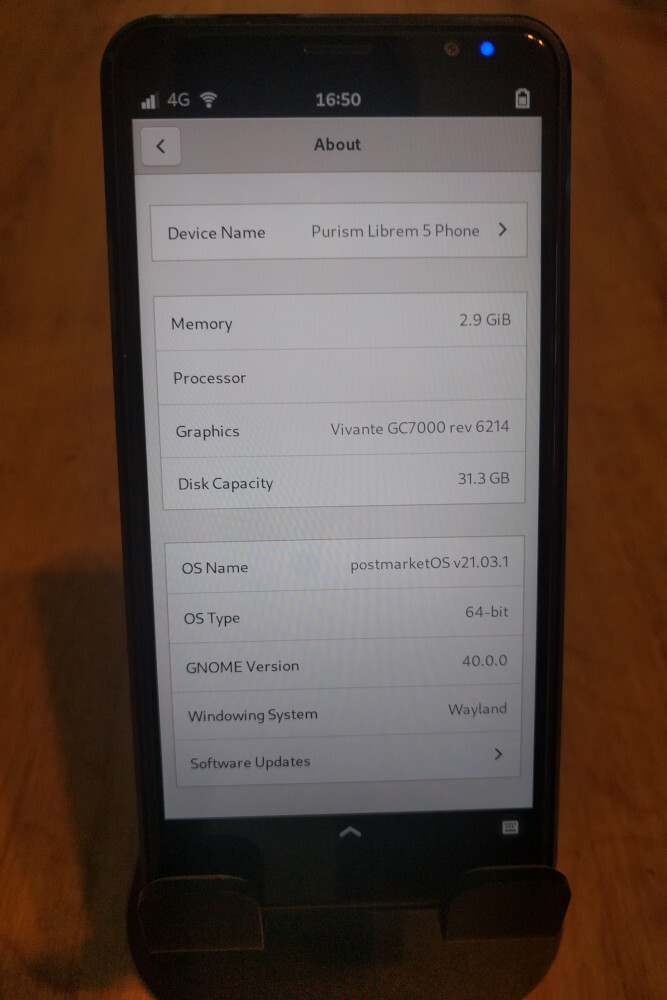 4G 16:50
About
Device Name Purism Librem 5 Phone
Memory 2.9 GiB
Processor
Graphics Vivante GC7000 rev 6214
Disk Capacity 31.3 GB
OS Name postmarketOS v21.03.1
OS Type 64-bit
GNOME Version 40.0.0
Windowing System Wayland
Software Updates